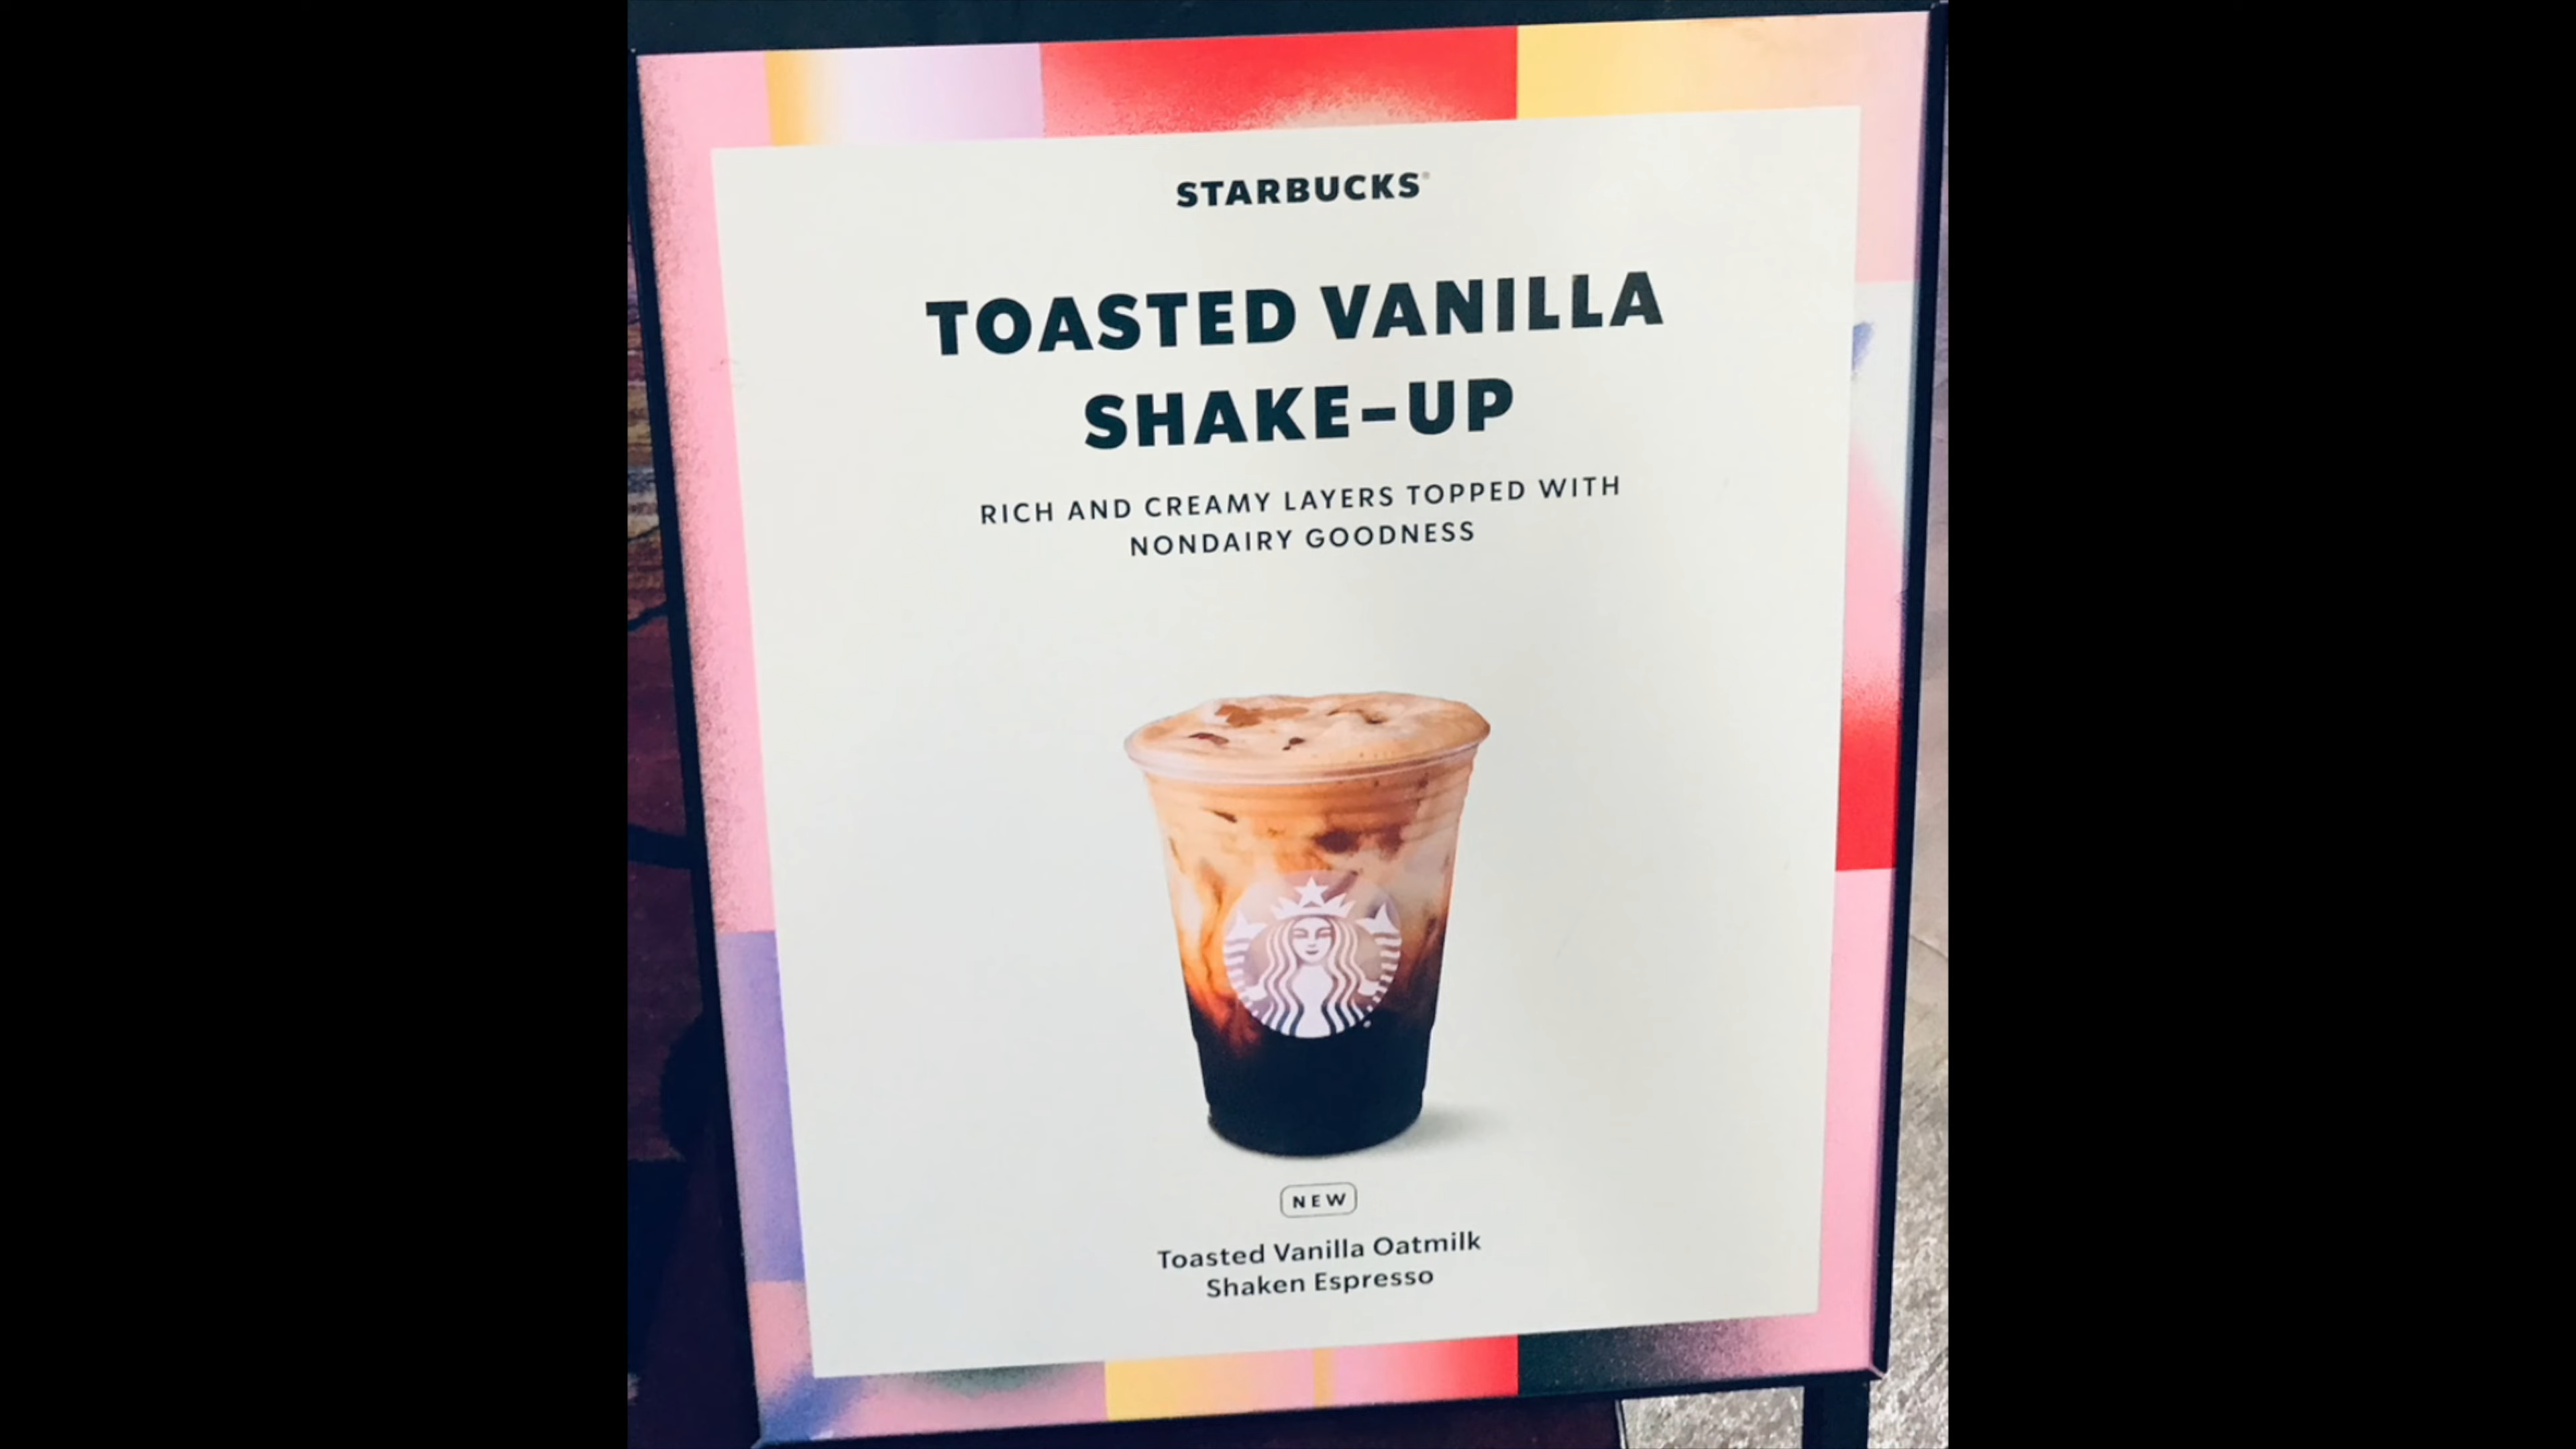 STARBUCKS®
TOASTED VANILLA
SHAKE-UP
RICH AND CREAMY LAYERS TOPPED WITH
NONDAIRY GOODNESS
NEW
Toasted Vanilla Oatmilk
Shaken Espresso